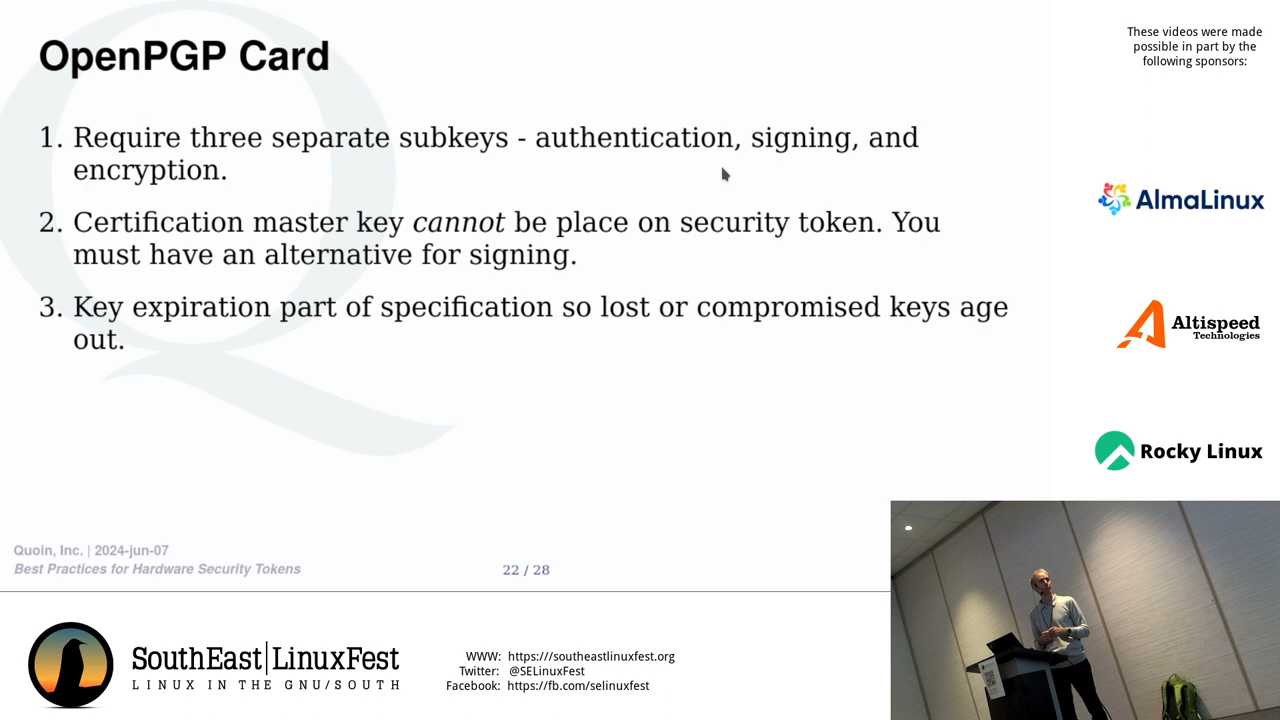 OpenPGP Card
1. Require three separate subkeys - authentication, signing, and
encryption.
2. Certification master key cannot be place on security token. You
must have an alternative for signing.
3. Key expiration part of specification so lost or compromised keys age
out.
Quoin, Inc. | 2024-jun-07
Best Practices for Hardware Security Tokens
22 / 28
These videos were made
possible in part by the
following sponsors:
AlmaLinux
Altispeed
Technologies
Rocky Linux
SouthEast|LinuxFest
LINUX IN THE GNU/SOUTH
WWW: https:///southeastlinuxfest.org
Twitter: @SELinuxFest
Facebook: https://fb.com/selinuxfest